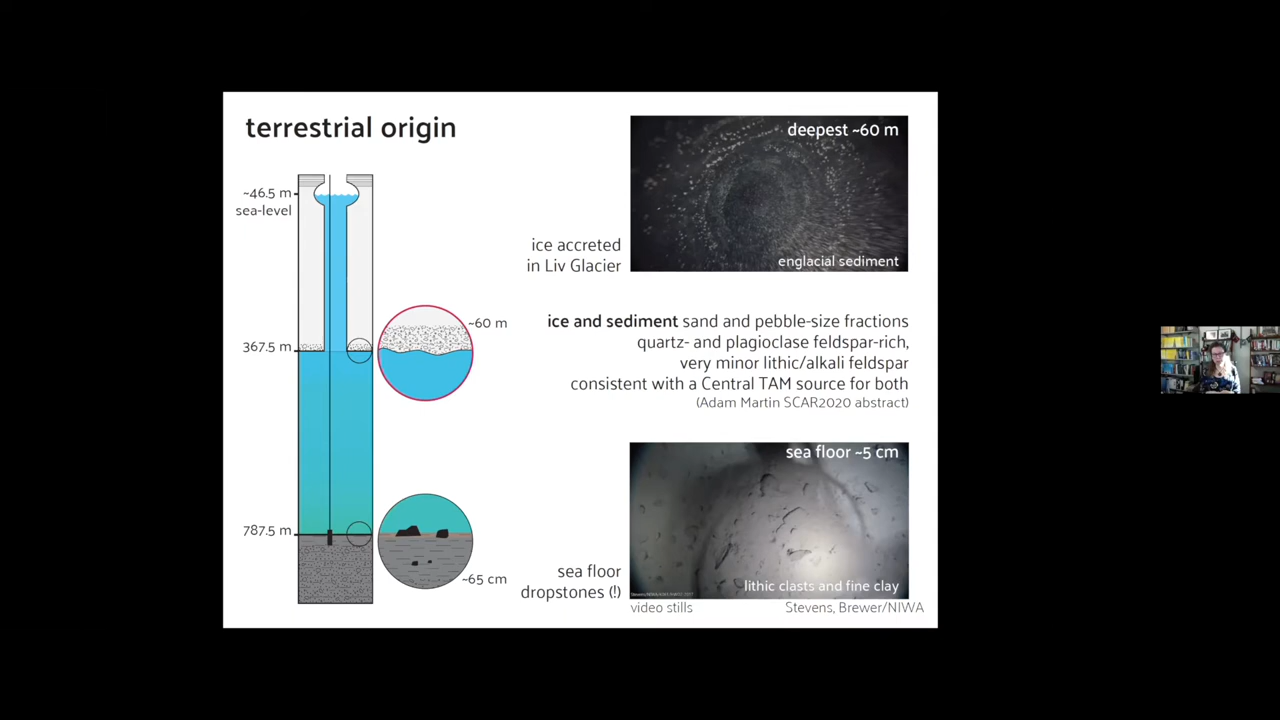 terrestrial origin
~46.5 m
sea-level
367.5 m
787.5 m
~60 m
~65 cm
ice accreted
in Liv Glacier
deepest ~60 m
englacial sediment
ice and sediment sand and pebble-size fractions
quartz- and plagioclase feldspar-rich,
very minor lithic/alkali feldspar
consistent with a Central TAM source for both
(Adam Martin SCAR2020 abstract)
sea floor
dropstones (!)
sea floor ~5 cm
lithic clasts and fine clay
video stills
Stevens, Brewer/NIWA